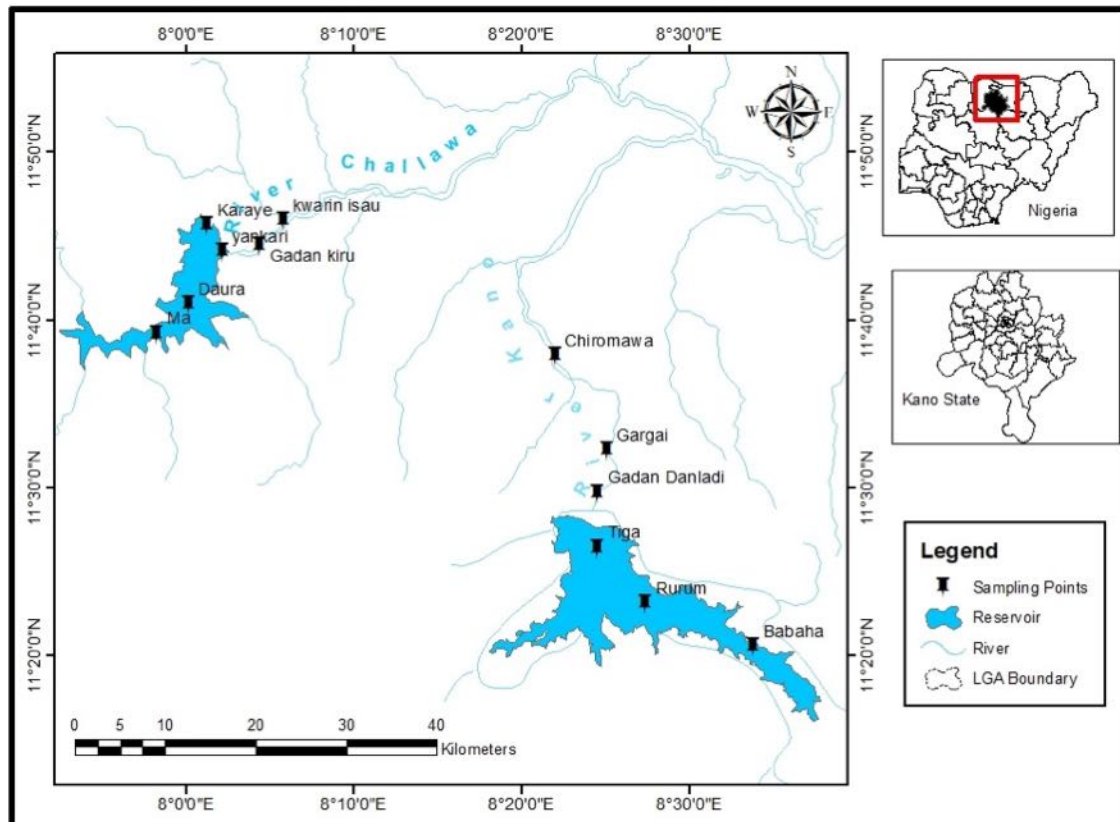 8°0'0"E 8°10'0"E 8°20'0"E 8°30'0"E
N
W E
S
11°50'0"N 11°50'0"N
River Challawa
Karaye
kwarin isau
yankari
Gadan kiru
Daura
Ma
11°40'0"N 11°40'0"N
River Kano
Chiromawa
Gargai
Gadan Danladi
11°30'0"N 11°30'0"N
Tiga
Rurum
Babaha
11°20'0"N 11°20'0"N
0 5 10 20 30 40
Kilometers
8°0'0"E 8°10'0"E 8°20'0"E 8°30'0"E
Nigeria
Kano State
Legend
Sampling Points
Reservoir
River
LGA Boundary